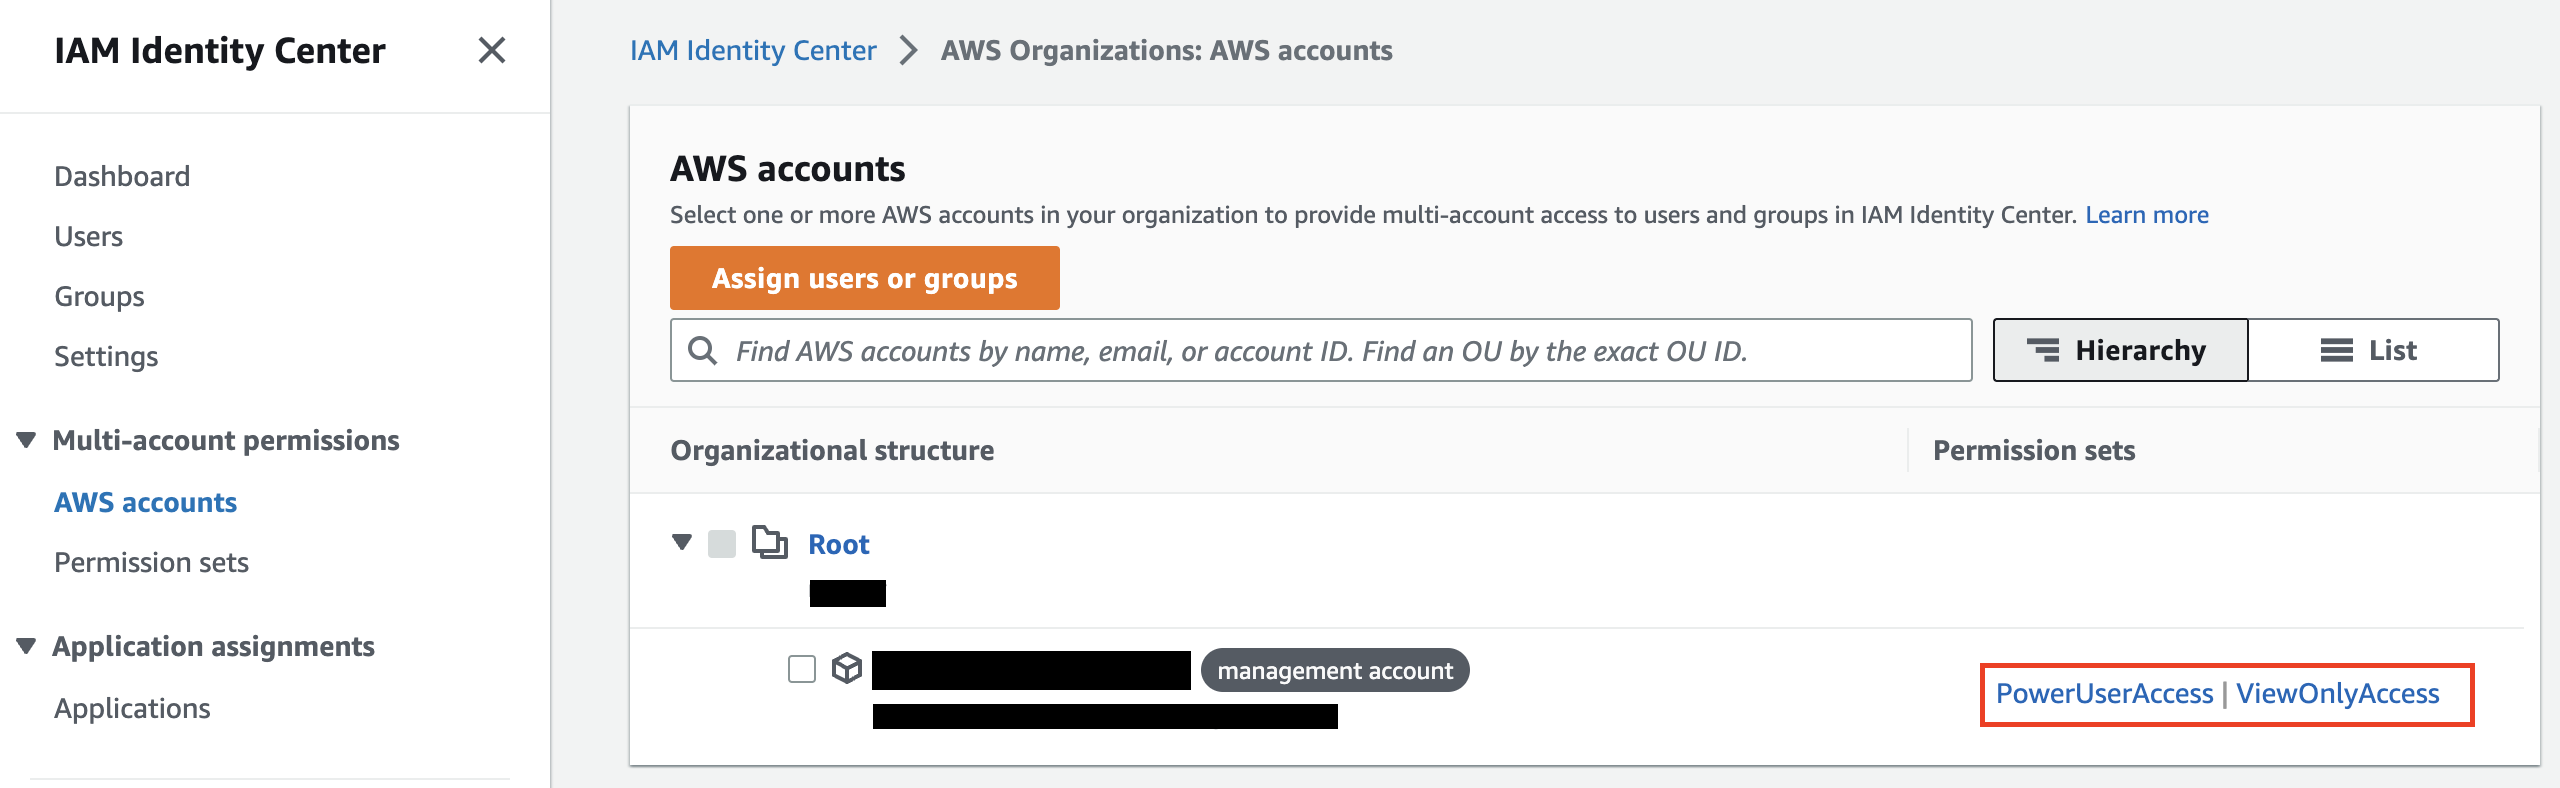 IAM Identity Center
Dashboard
Users
Groups
Settings
Multi-account permissions
AWS accounts
Permission sets
Application assignments
Applications
IAM Identity Center > AWS Organizations: AWS accounts
AWS accounts
Select one or more AWS accounts in your organization to provide multi-account access to users and groups in IAM Identity Center. Learn more
Assign users or groups
Find AWS accounts by name, email, or account ID. Find an OU by the exact OU ID.
Hierarchy
List
Organizational structure
Permission sets
Root
management account
PowerUserAccess | ViewOnlyAccess